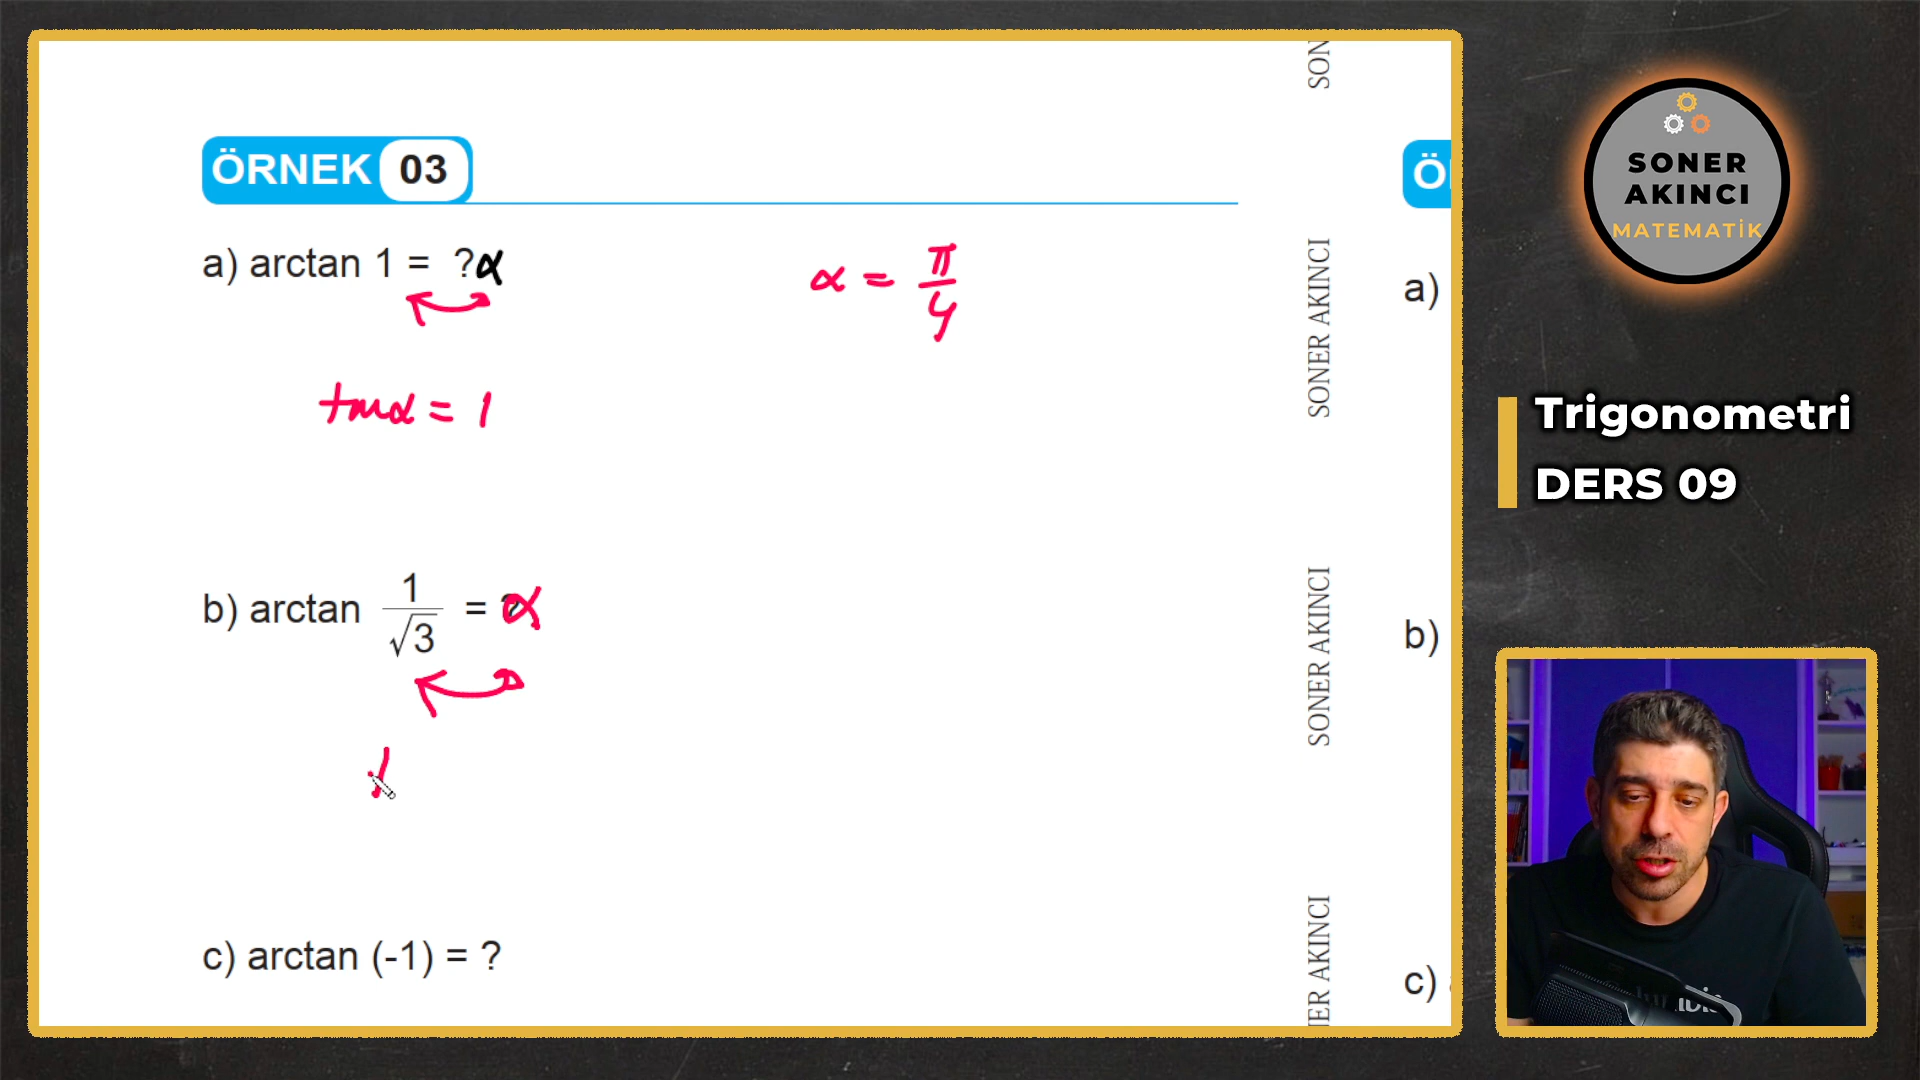 ÖRNEK 03
a) arctan 1 = ?α
α = π/4
tanα = 1
b) arctan 1/√3 = α
c) arctan (-1) = ?
SON
SONER AKINCI
SONER AKINCI
NER AKINCI
Ö
a)
b)
c)
SONER
AKINCI
MATEMATİK
Trigonometri
DERS 09